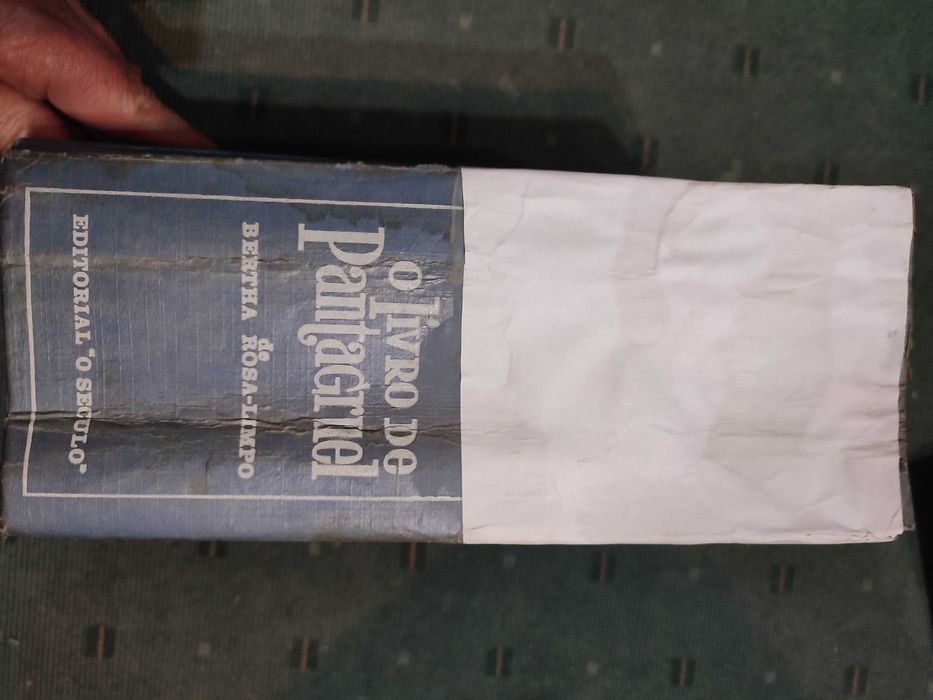 O LIVRO DE
PANTAGRUEL
BERTHA de ROSA-LIMPO
EDITORIAL "O SECULO"